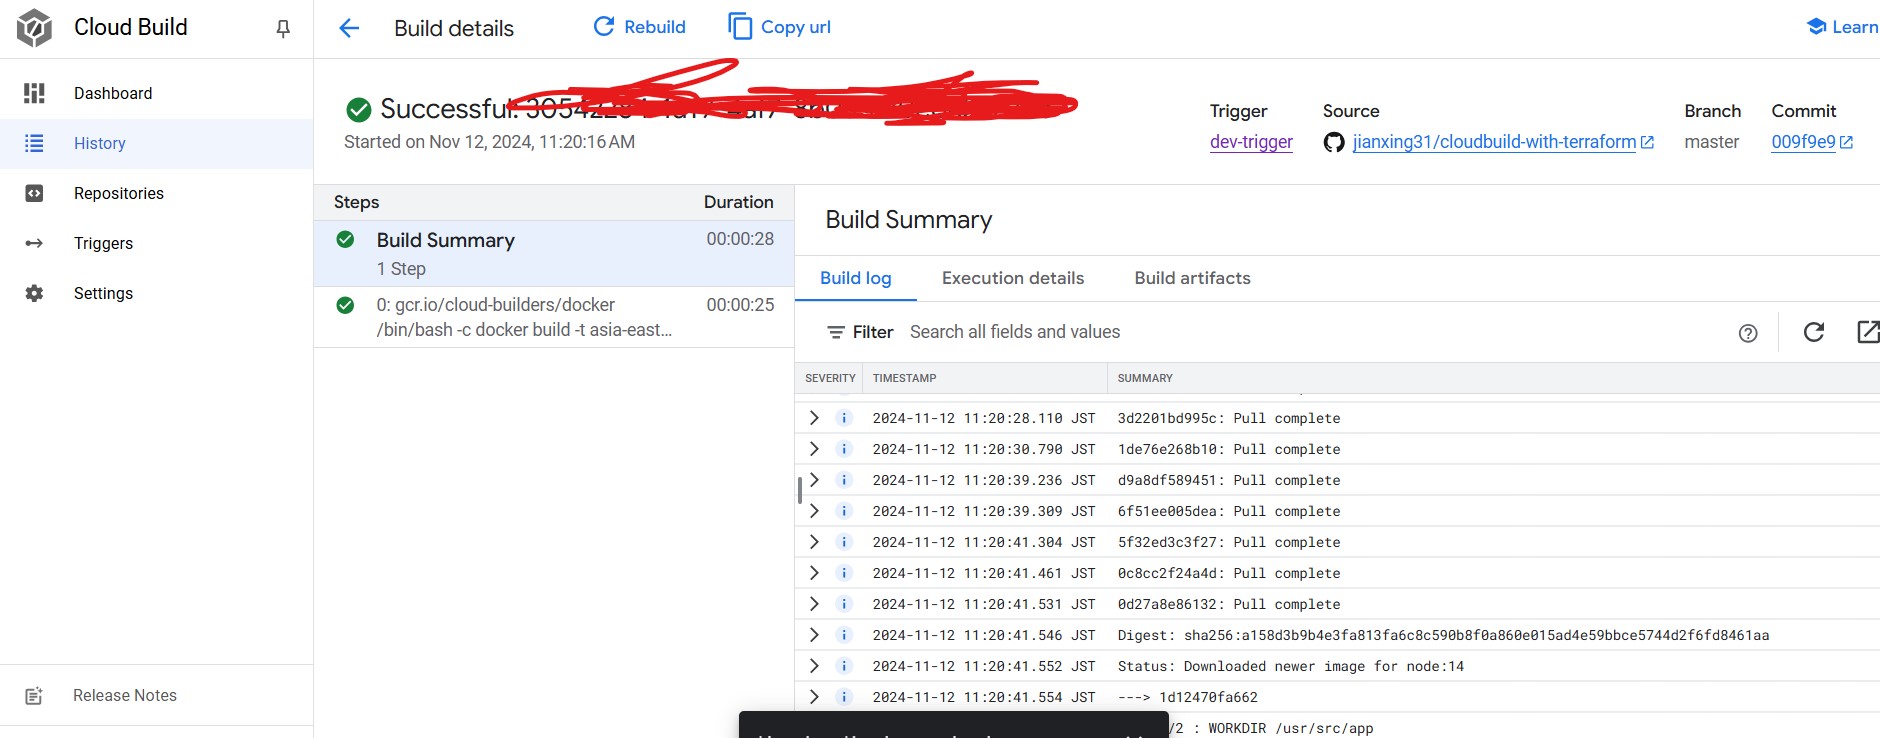 Cloud Build
Build details
Rebuild
Copy url
Learn
Dashboard
History
Repositories
Triggers
Settings
Release Notes
Successful:
Started on Nov 12, 2024, 11:20:16 AM
Trigger
dev-trigger
Source
jianxing31/cloudbuild-with-terraform
Branch
master
Commit
009f9e9
Steps Duration
Build Summary 00:00:28
1 Step
0: gcr.io/cloud-builders/docker 00:00:25
/bin/bash -c docker build -t asia-east...
Build Summary
Build log Execution details Build artifacts
Filter Search all fields and values
SEVERITY TIMESTAMP SUMMARY
2024-11-12 11:20:28.110 JST 3d2201bd995c: Pull complete
2024-11-12 11:20:30.790 JST 1de76e268b10: Pull complete
2024-11-12 11:20:39.236 JST d9a8df589451: Pull complete
2024-11-12 11:20:39.309 JST 6f51ee005dea: Pull complete
2024-11-12 11:20:41.304 JST 5f32ed3c3f27: Pull complete
2024-11-12 11:20:41.461 JST 0c8cc2f24a4d: Pull complete
2024-11-12 11:20:41.531 JST 0d27a8e86132: Pull complete
2024-11-12 11:20:41.546 JST Digest: sha256:a158d3b9b4e3fa813fa6c8c590b8f0a860e015ad4e59bbce5744d2f6fd8461aa
2024-11-12 11:20:41.552 JST Status: Downloaded newer image for node:14
2024-11-12 11:20:41.554 JST ---> 1d12470fa662
/2 : WORKDIR /usr/src/app